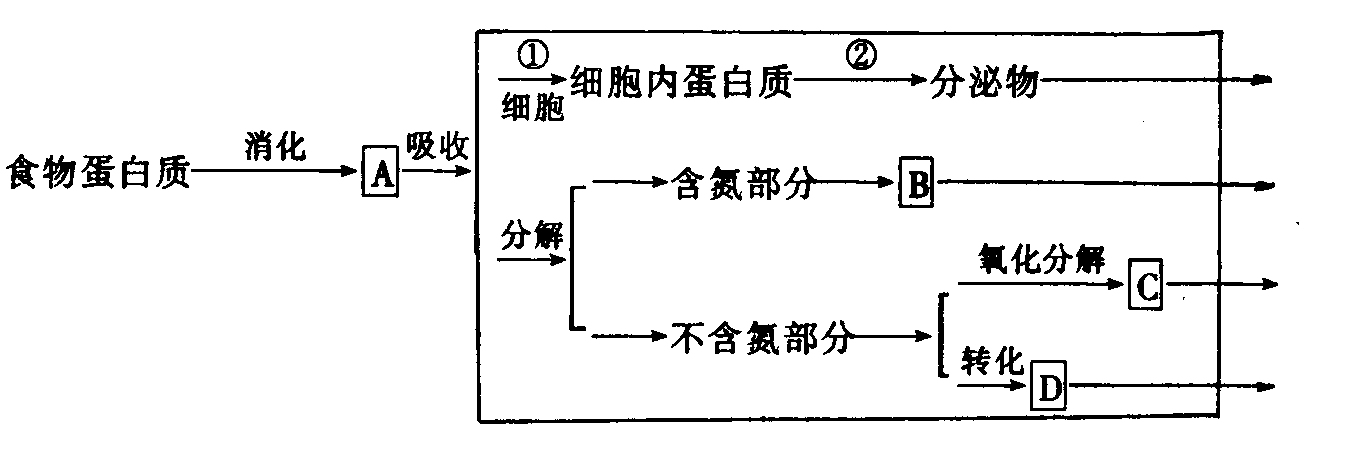 ① ②
细胞内蛋白质 分泌物
细胞
食物蛋白质 消化 A 吸收
含氮部分 B
分解
氧化分解 C
不含氮部分
转化 D